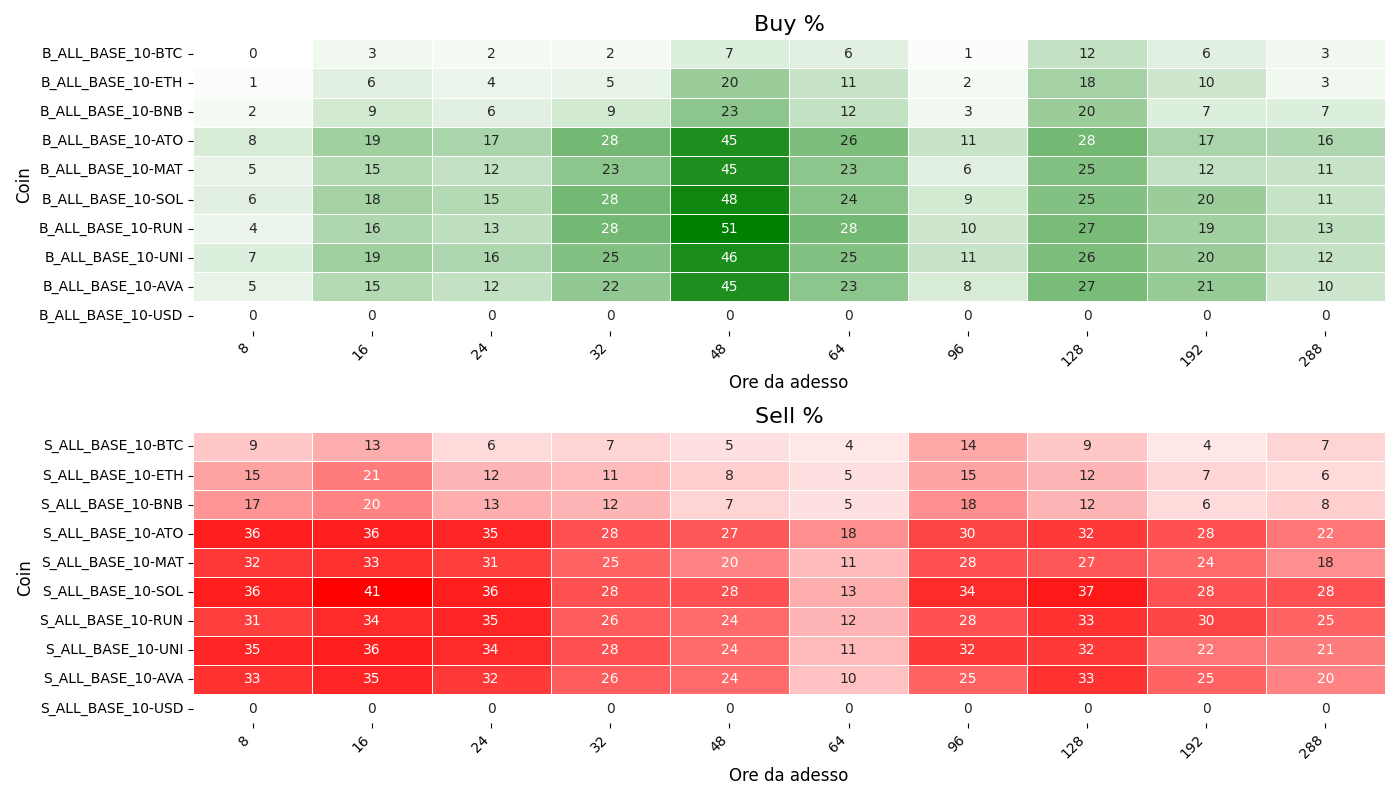 Buy %
Coin
B_ALL_BASE_10-BTC 0 3 2 2 7 6 1 12 6 3
B_ALL_BASE_10-ETH 1 6 4 5 20 11 2 18 10 3
B_ALL_BASE_10-BNB 2 9 6 9 23 12 3 20 7 7
B_ALL_BASE_10-ATO 8 19 17 28 45 26 11 28 17 16
B_ALL_BASE_10-MAT 5 15 12 23 45 23 6 25 12 11
B_ALL_BASE_10-SOL 6 18 15 28 48 24 9 25 20 11
B_ALL_BASE_10-RUN 4 16 13 28 51 28 10 27 19 13
B_ALL_BASE_10-UNI 7 19 16 25 46 25 11 26 20 12
B_ALL_BASE_10-AVA 5 15 12 22 45 23 8 27 21 10
B_ALL_BASE_10-USD 0 0 0 0 0 0 0 0 0 0
8 16 24 32 48 64 96 128 192 288
Ore da adesso
Sell %
Coin
S_ALL_BASE_10-BTC 9 13 6 7 5 4 14 9 4 7
S_ALL_BASE_10-ETH 15 21 12 11 8 5 15 12 7 6
S_ALL_BASE_10-BNB 17 20 13 12 7 5 18 12 6 8
S_ALL_BASE_10-ATO 36 36 35 28 27 18 30 32 28 22
S_ALL_BASE_10-MAT 32 33 31 25 20 11 28 27 24 18
S_ALL_BASE_10-SOL 36 41 36 28 28 13 34 37 28 28
S_ALL_BASE_10-RUN 31 34 35 26 24 12 28 33 30 25
S_ALL_BASE_10-UNI 35 36 34 28 24 11 32 32 22 21
S_ALL_BASE_10-AVA 33 35 32 26 24 10 25 33 25 20
S_ALL_BASE_10-USD 0 0 0 0 0 0 0 0 0 0
8 16 24 32 48 64 96 128 192 288
Ore da adesso